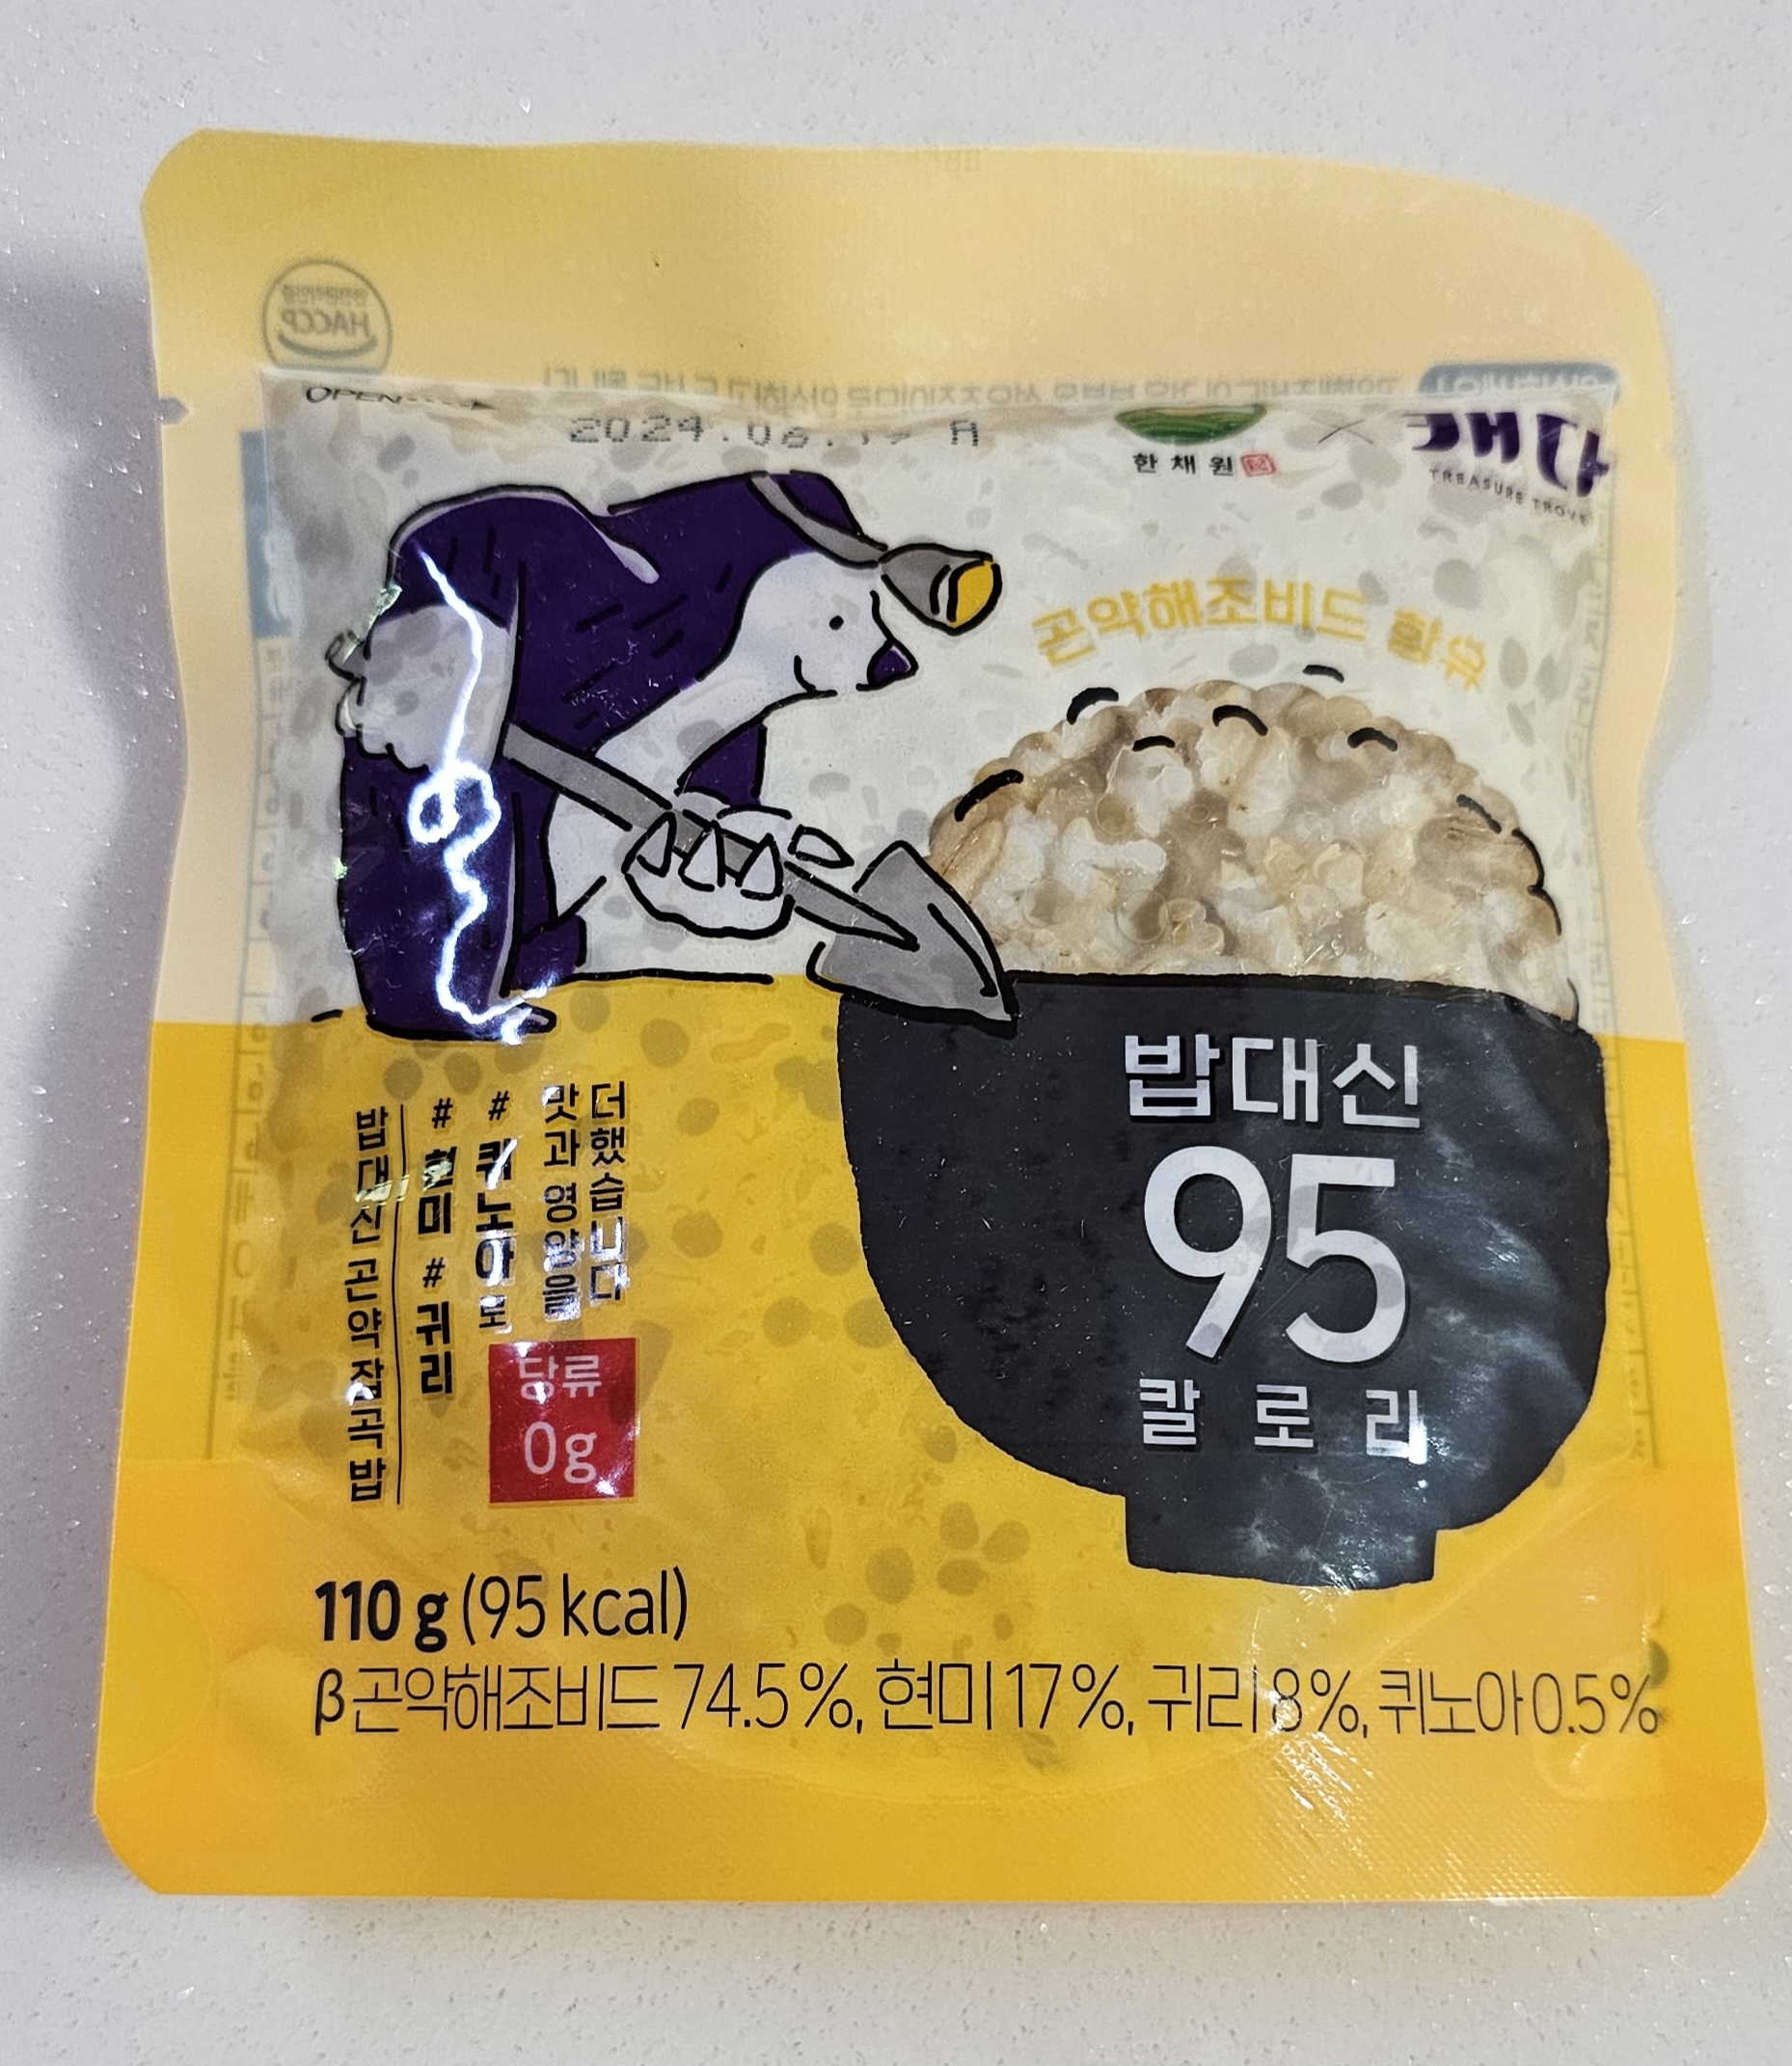 HACCP
OPEN
한채원
TREASURE TROVE
곤약해조비드 함유
밥대신
95
칼로리
더했습니다
맛과 영양을
#퀴노아로
#현미 #귀리
밥대신 곤약잡곡밥
당류
0g
110 g (95 kcal)
β곤약해조비드 74.5%, 현미 17%, 귀리 8%, 퀴노아 0.5%